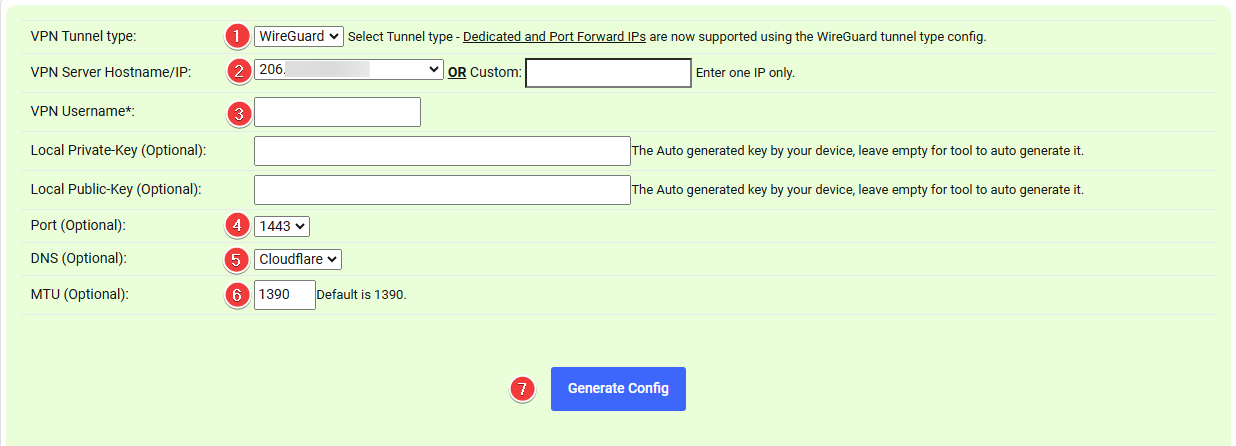 VPN Tunnel type: 1 WireGuard Select Tunnel type - Dedicated and Port Forward IPs are now supported using the WireGuard tunnel type config.
VPN Server Hostname/IP: 2 206. OR Custom: Enter one IP only.
VPN Username*: 3
Local Private-Key (Optional): The Auto generated key by your device, leave empty for tool to auto generate it.
Local Public-Key (Optional): The Auto generated key by your device, leave empty for tool to auto generate it.
Port (Optional): 4 1443
DNS (Optional): 5 Cloudflare
MTU (Optional): 6 1390 Default is 1390.
7 Generate Config